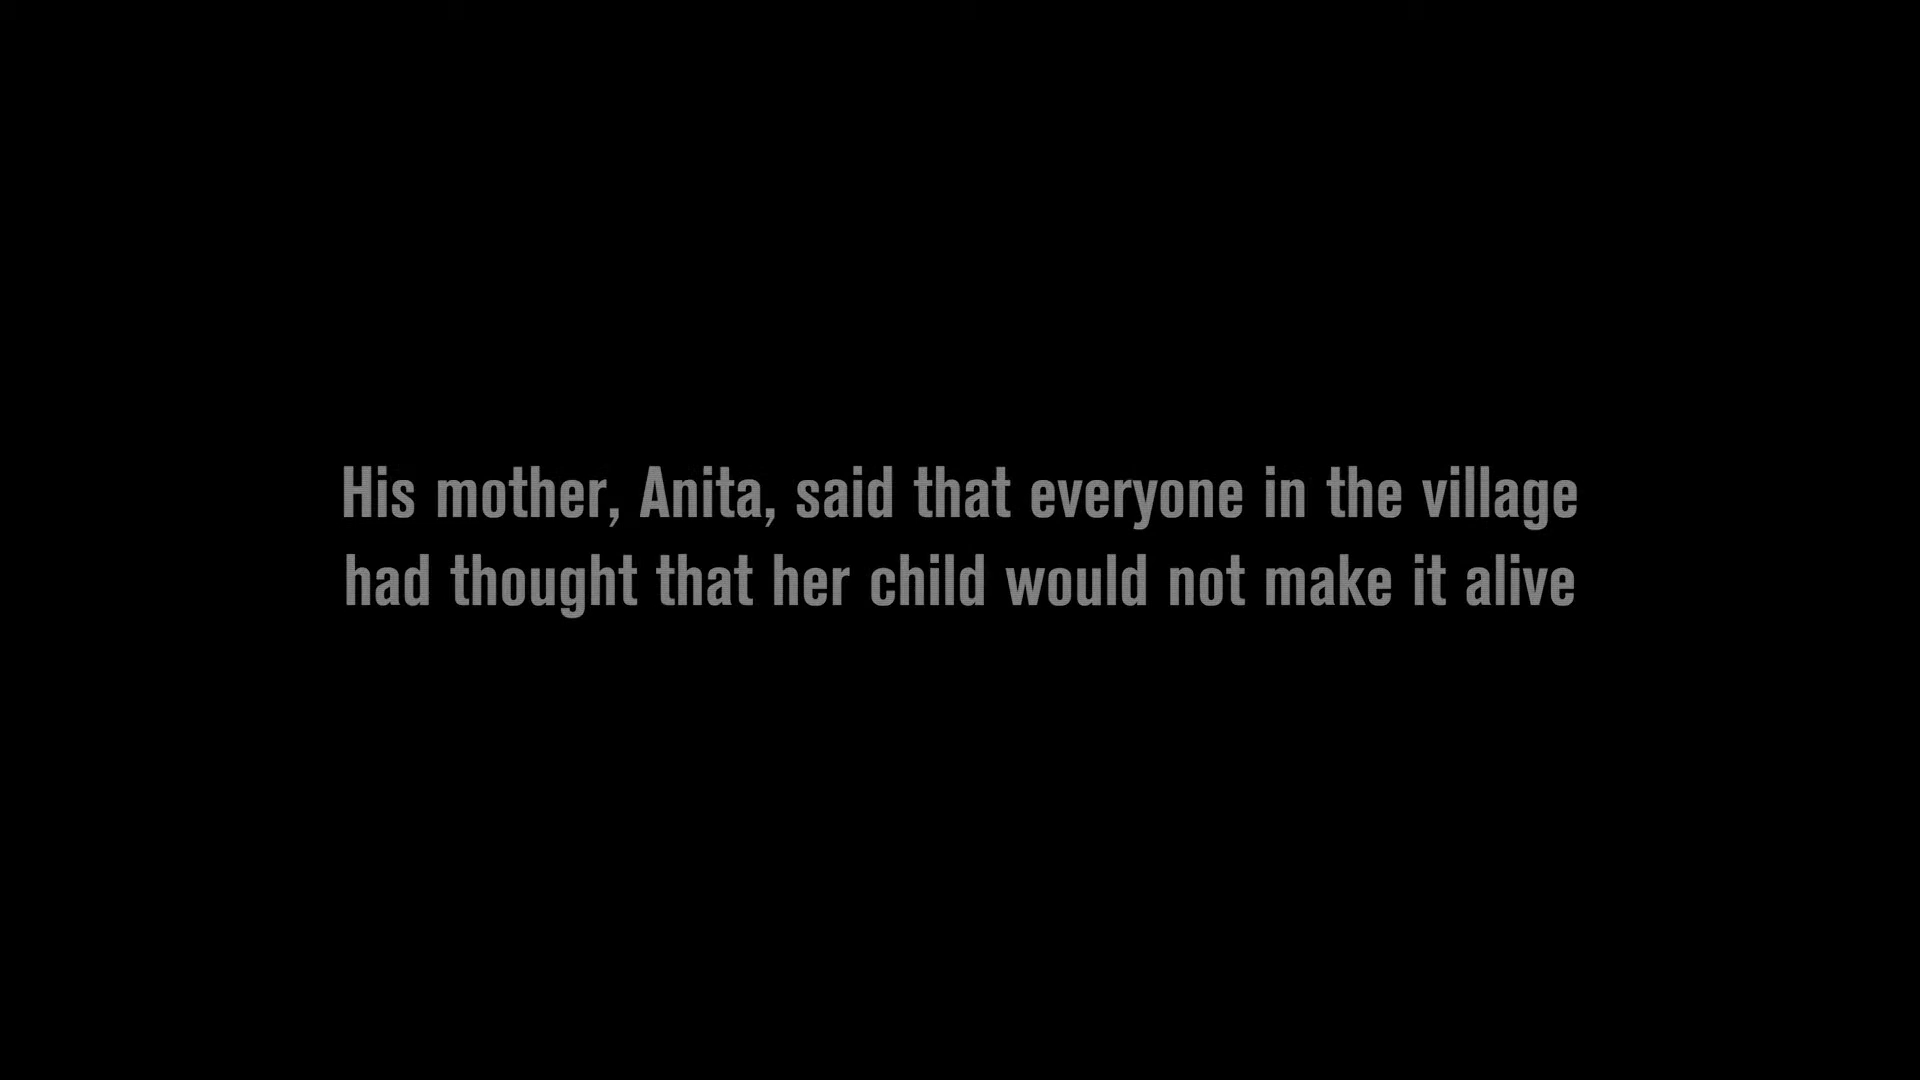 His mother, Anita, said that everyone in the village
had thought that her child would not make it alive